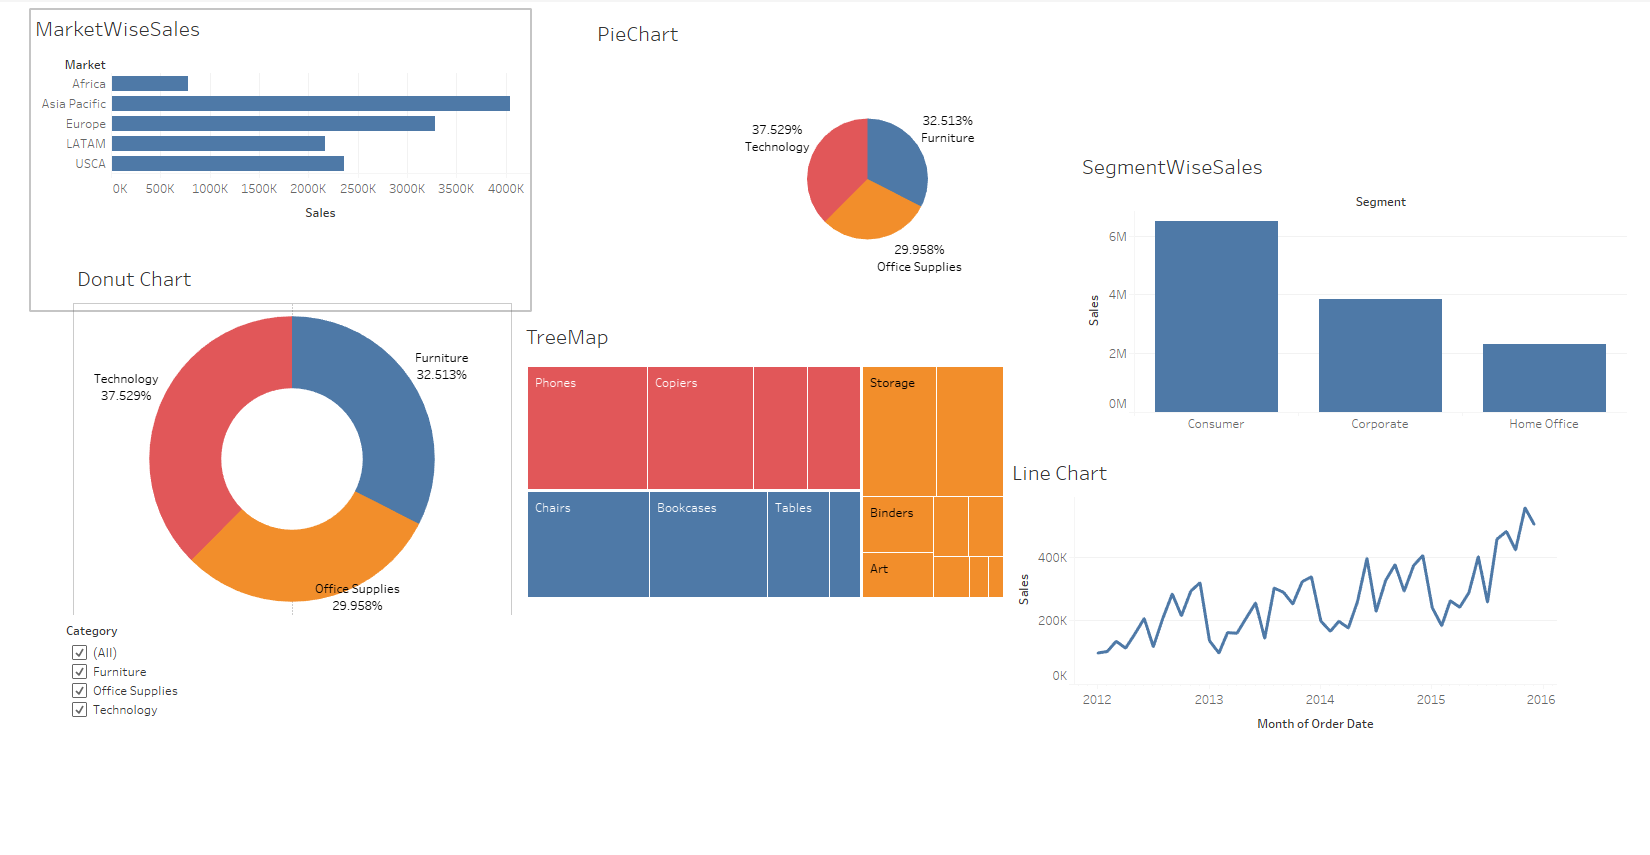 MarketWiseSales
Market
Africa
Asia Pacific
Europe
LATAM
USCA
0K 500K 1000K 1500K 2000K 2500K 3000K 3500K 4000K
Sales
PieChart
37.529%
Technology
32.513%
Furniture
29.958%
Office Supplies
SegmentWiseSales
Segment
Sales
6M
4M
2M
0M
Consumer Corporate Home Office
Donut Chart
Technology
37.529%
Furniture
32.513%
Office Supplies
29.958%
Category
(All)
Furniture
Office Supplies
Technology
TreeMap
Phones Copiers
Chairs Bookcases Tables
Storage
Binders
Art
Line Chart
Sales
400K
200K
0K
2012 2013 2014 2015 2016
Month of Order Date